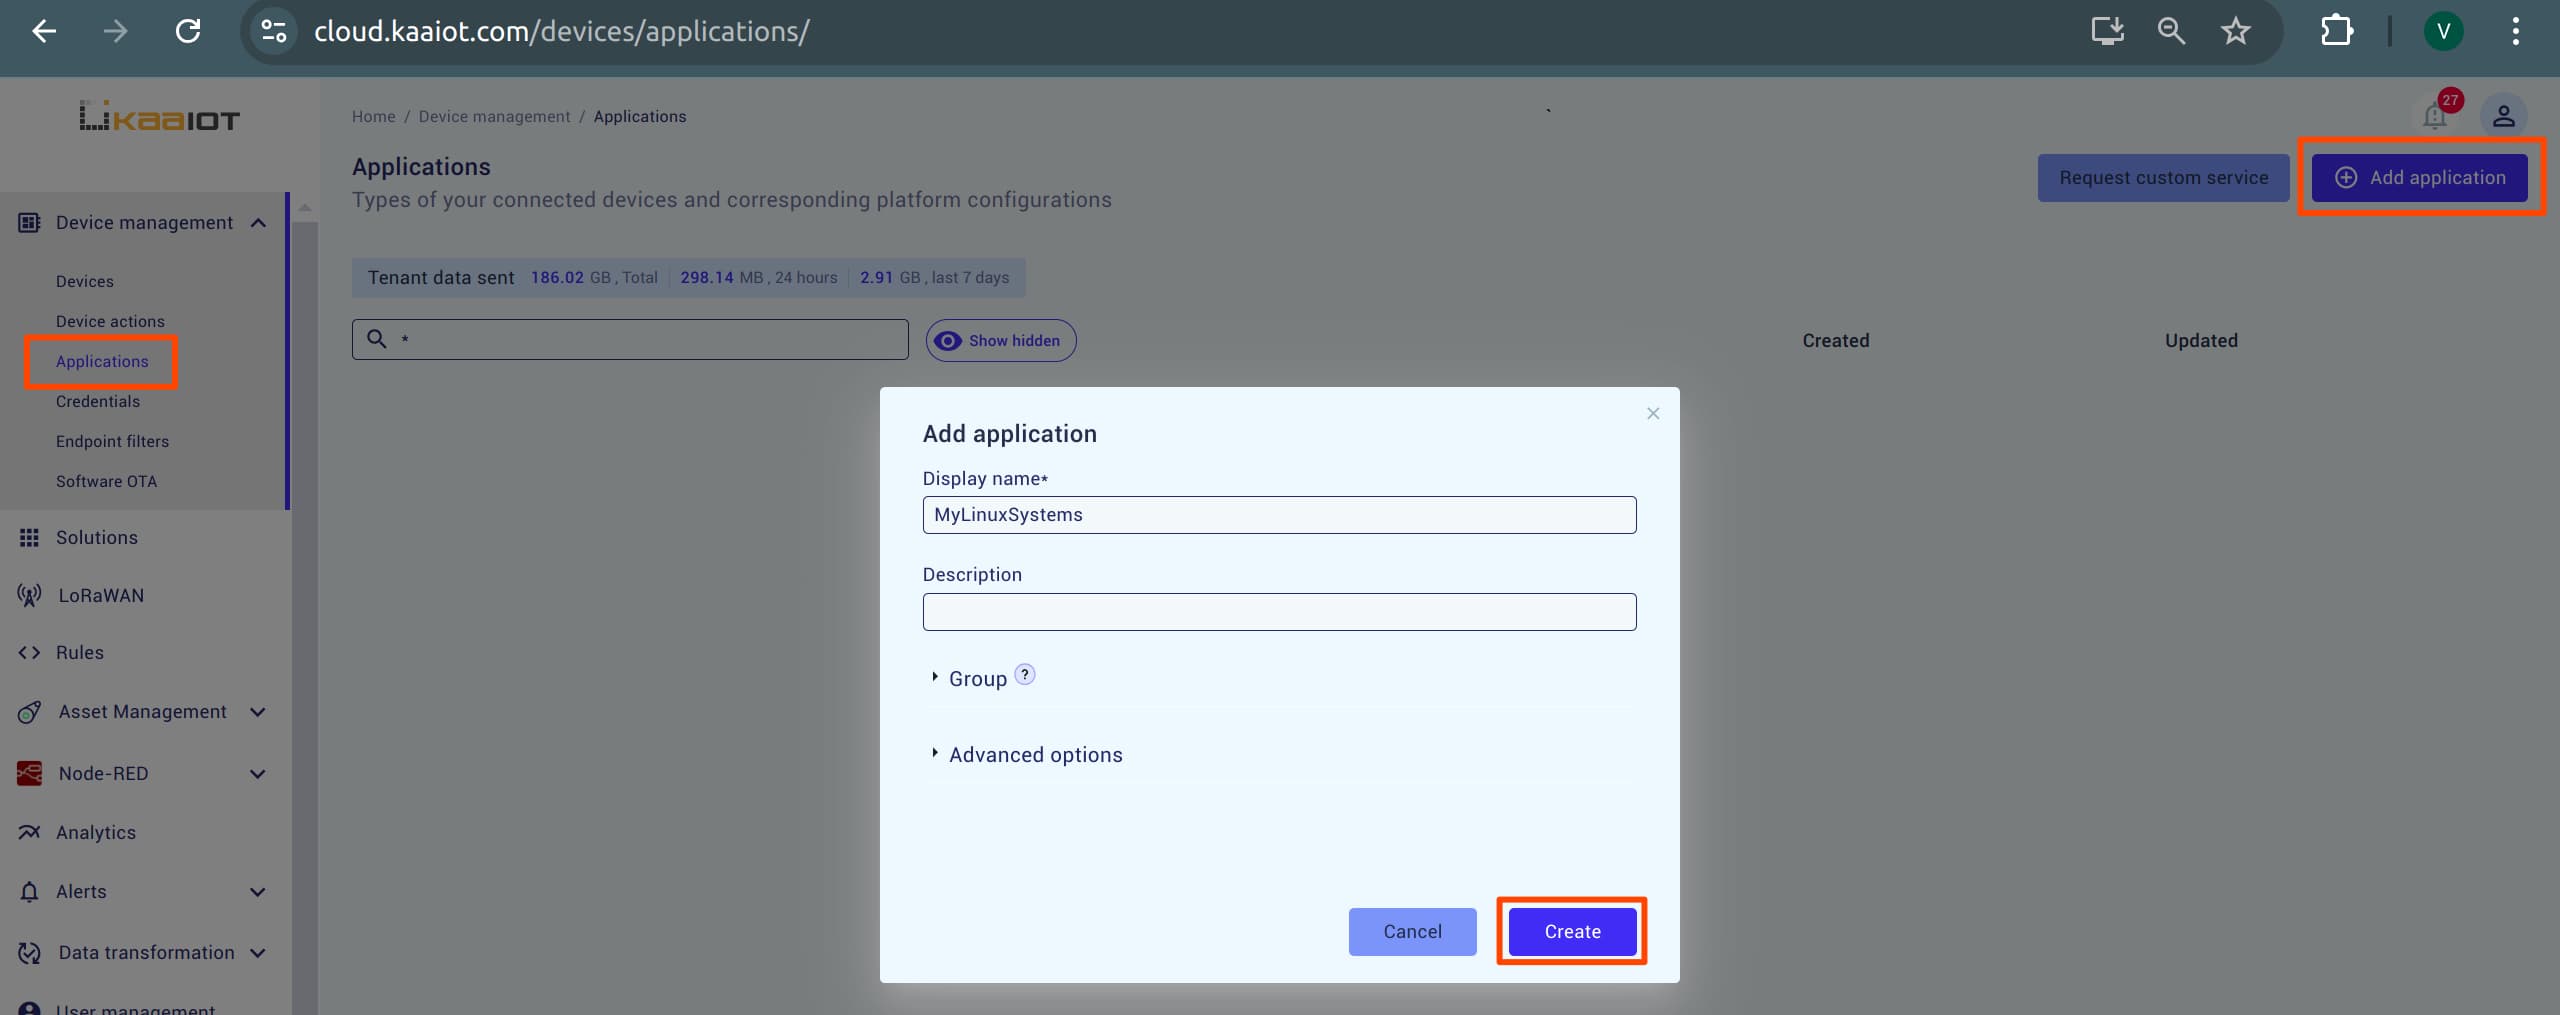 cloud.kaaiot.com/devices/applications/
V
kaaIOT
Home / Device management / Applications
`
27
Applications
Types of your connected devices and corresponding platform configurations
Request custom service
Add application
Device management
Devices
Device actions
Applications
Credentials
Endpoint filters
Software OTA
Solutions
LoRaWAN
Rules
Asset Management
Node-RED
Analytics
Alerts
Data transformation
User management
Tenant data sent 186.02 GB , Total 298.14 MB , 24 hours 2.91 GB , last 7 days
*
Show hidden
Created
Updated
Add application
×
Display name*
MyLinuxSystems
Description
Group ?
Advanced options
Cancel
Create